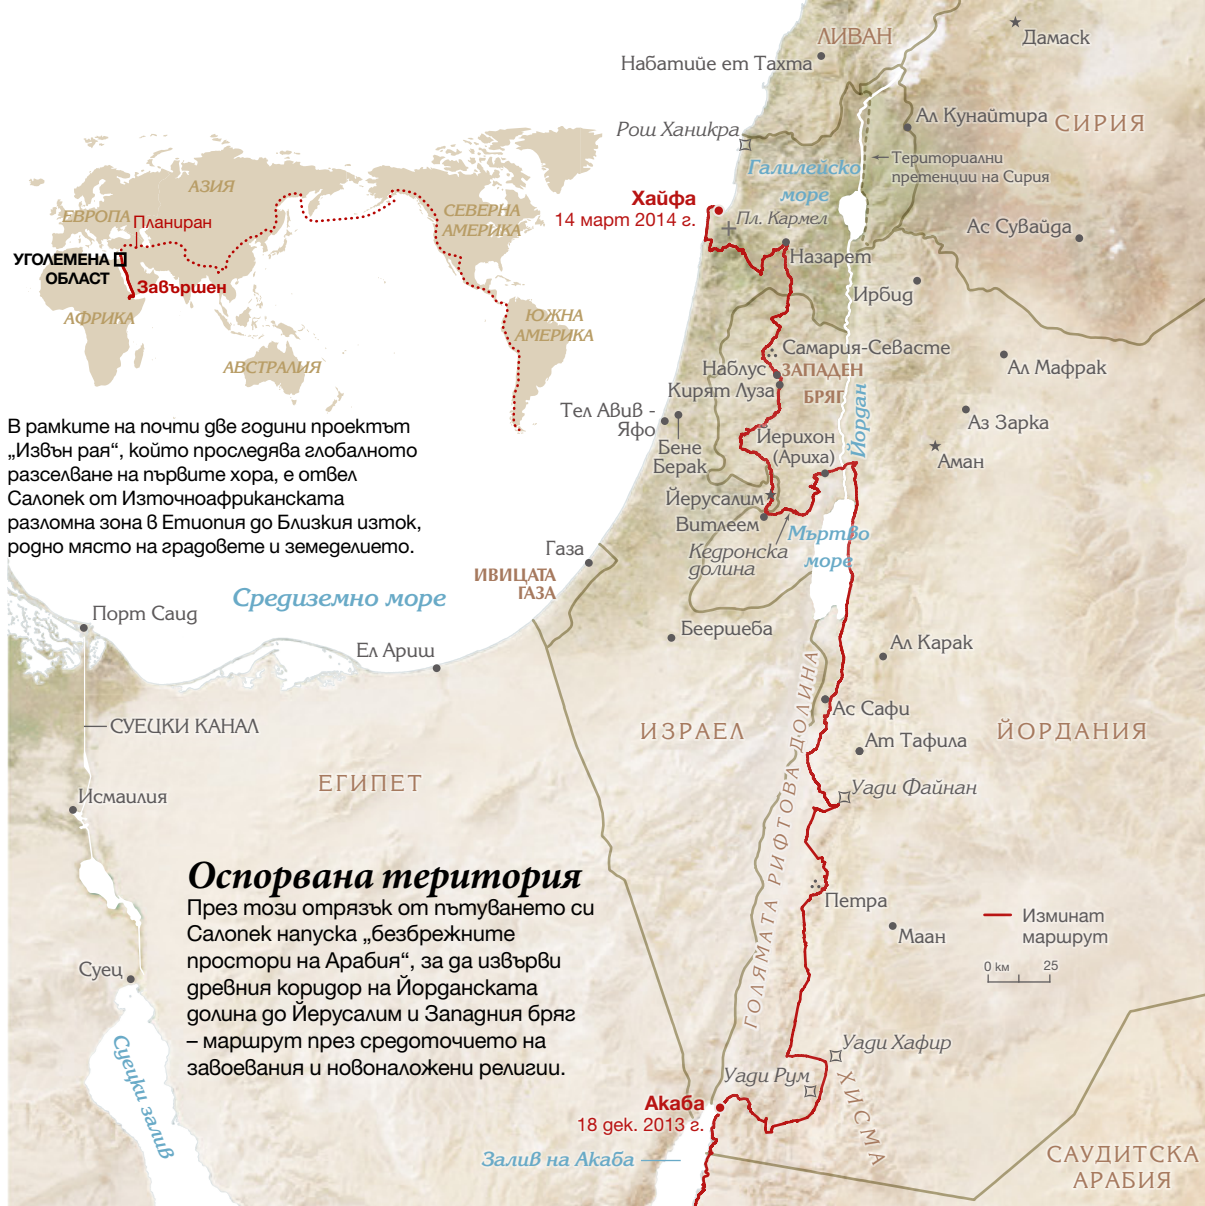 ЛИВАН
Дамаск
Набатийе ет Тахта
Ал Кунайтира
СИРИЯ
Рош Ханикра
Галилейско
море
Териториални
претенции на Сирия
Хайфа
14 март 2014 г.
Пл. Кармел
Ас Сувайда
Назарет
Ирбид
АЗИЯ
ЕВРОПА
Планиран
СЕВЕРНА
АМЕРИКА
УГОЛЕМЕНА
ОБЛАСТ
Завършен
АФРИКА
ЮЖНА
АМЕРИКА
АВСТРАЛИЯ
Самария-Севасте
Наблус
ЗАПАДЕН
БРЯГ
Кирят Луза
Ал Мафрак
Тел Авив -
Яфо
Бене
Берак
Йерихон
(Ариха)
Йордан
Аз Зарка
Аман
Йерусалим
Витлеем
Кедронска
долина
Мъртво
море
В рамките на почти две години проектът
„Извън рая“, който проследява глобалното
разселване на първите хора, е отвел
Салопек от Източноафриканската
разломна зона в Етиопия до Близкия изток,
родно място на градовете и земеделието.
Газа
ИВИЦАТА
ГАЗА
Средиземно море
Порт Саид
Ел Ариш
Беершеба
Ал Карак
СУЕЦКИ КАНАЛ
ИЗРАЕЛ
Ас Сафи
Ат Тафила
ЙОРДАНИЯ
ЕГИПЕТ
Исмаилия
Уади Файнан
ГОЛЯМАТА РИФТОВА ДОЛИНА
Оспорвана територия
През този отрязък от пътуването си
Салопек напуска „безбрежните
простори на Арабия“, за да извърви
древния коридор на Йорданската
долина до Йерусалим и Западния бряг
– маршрут през средоточието на
завоевания и новоналожени религии.
Петра
Маан
Изминат
маршрут
0 км 25
Суец
Суецки залив
Уади Хафир
Уади Рум
ХИСМА
Акаба
18 дек. 2013 г.
Залив на Акаба
САУДИТСКА
АРАБИЯ